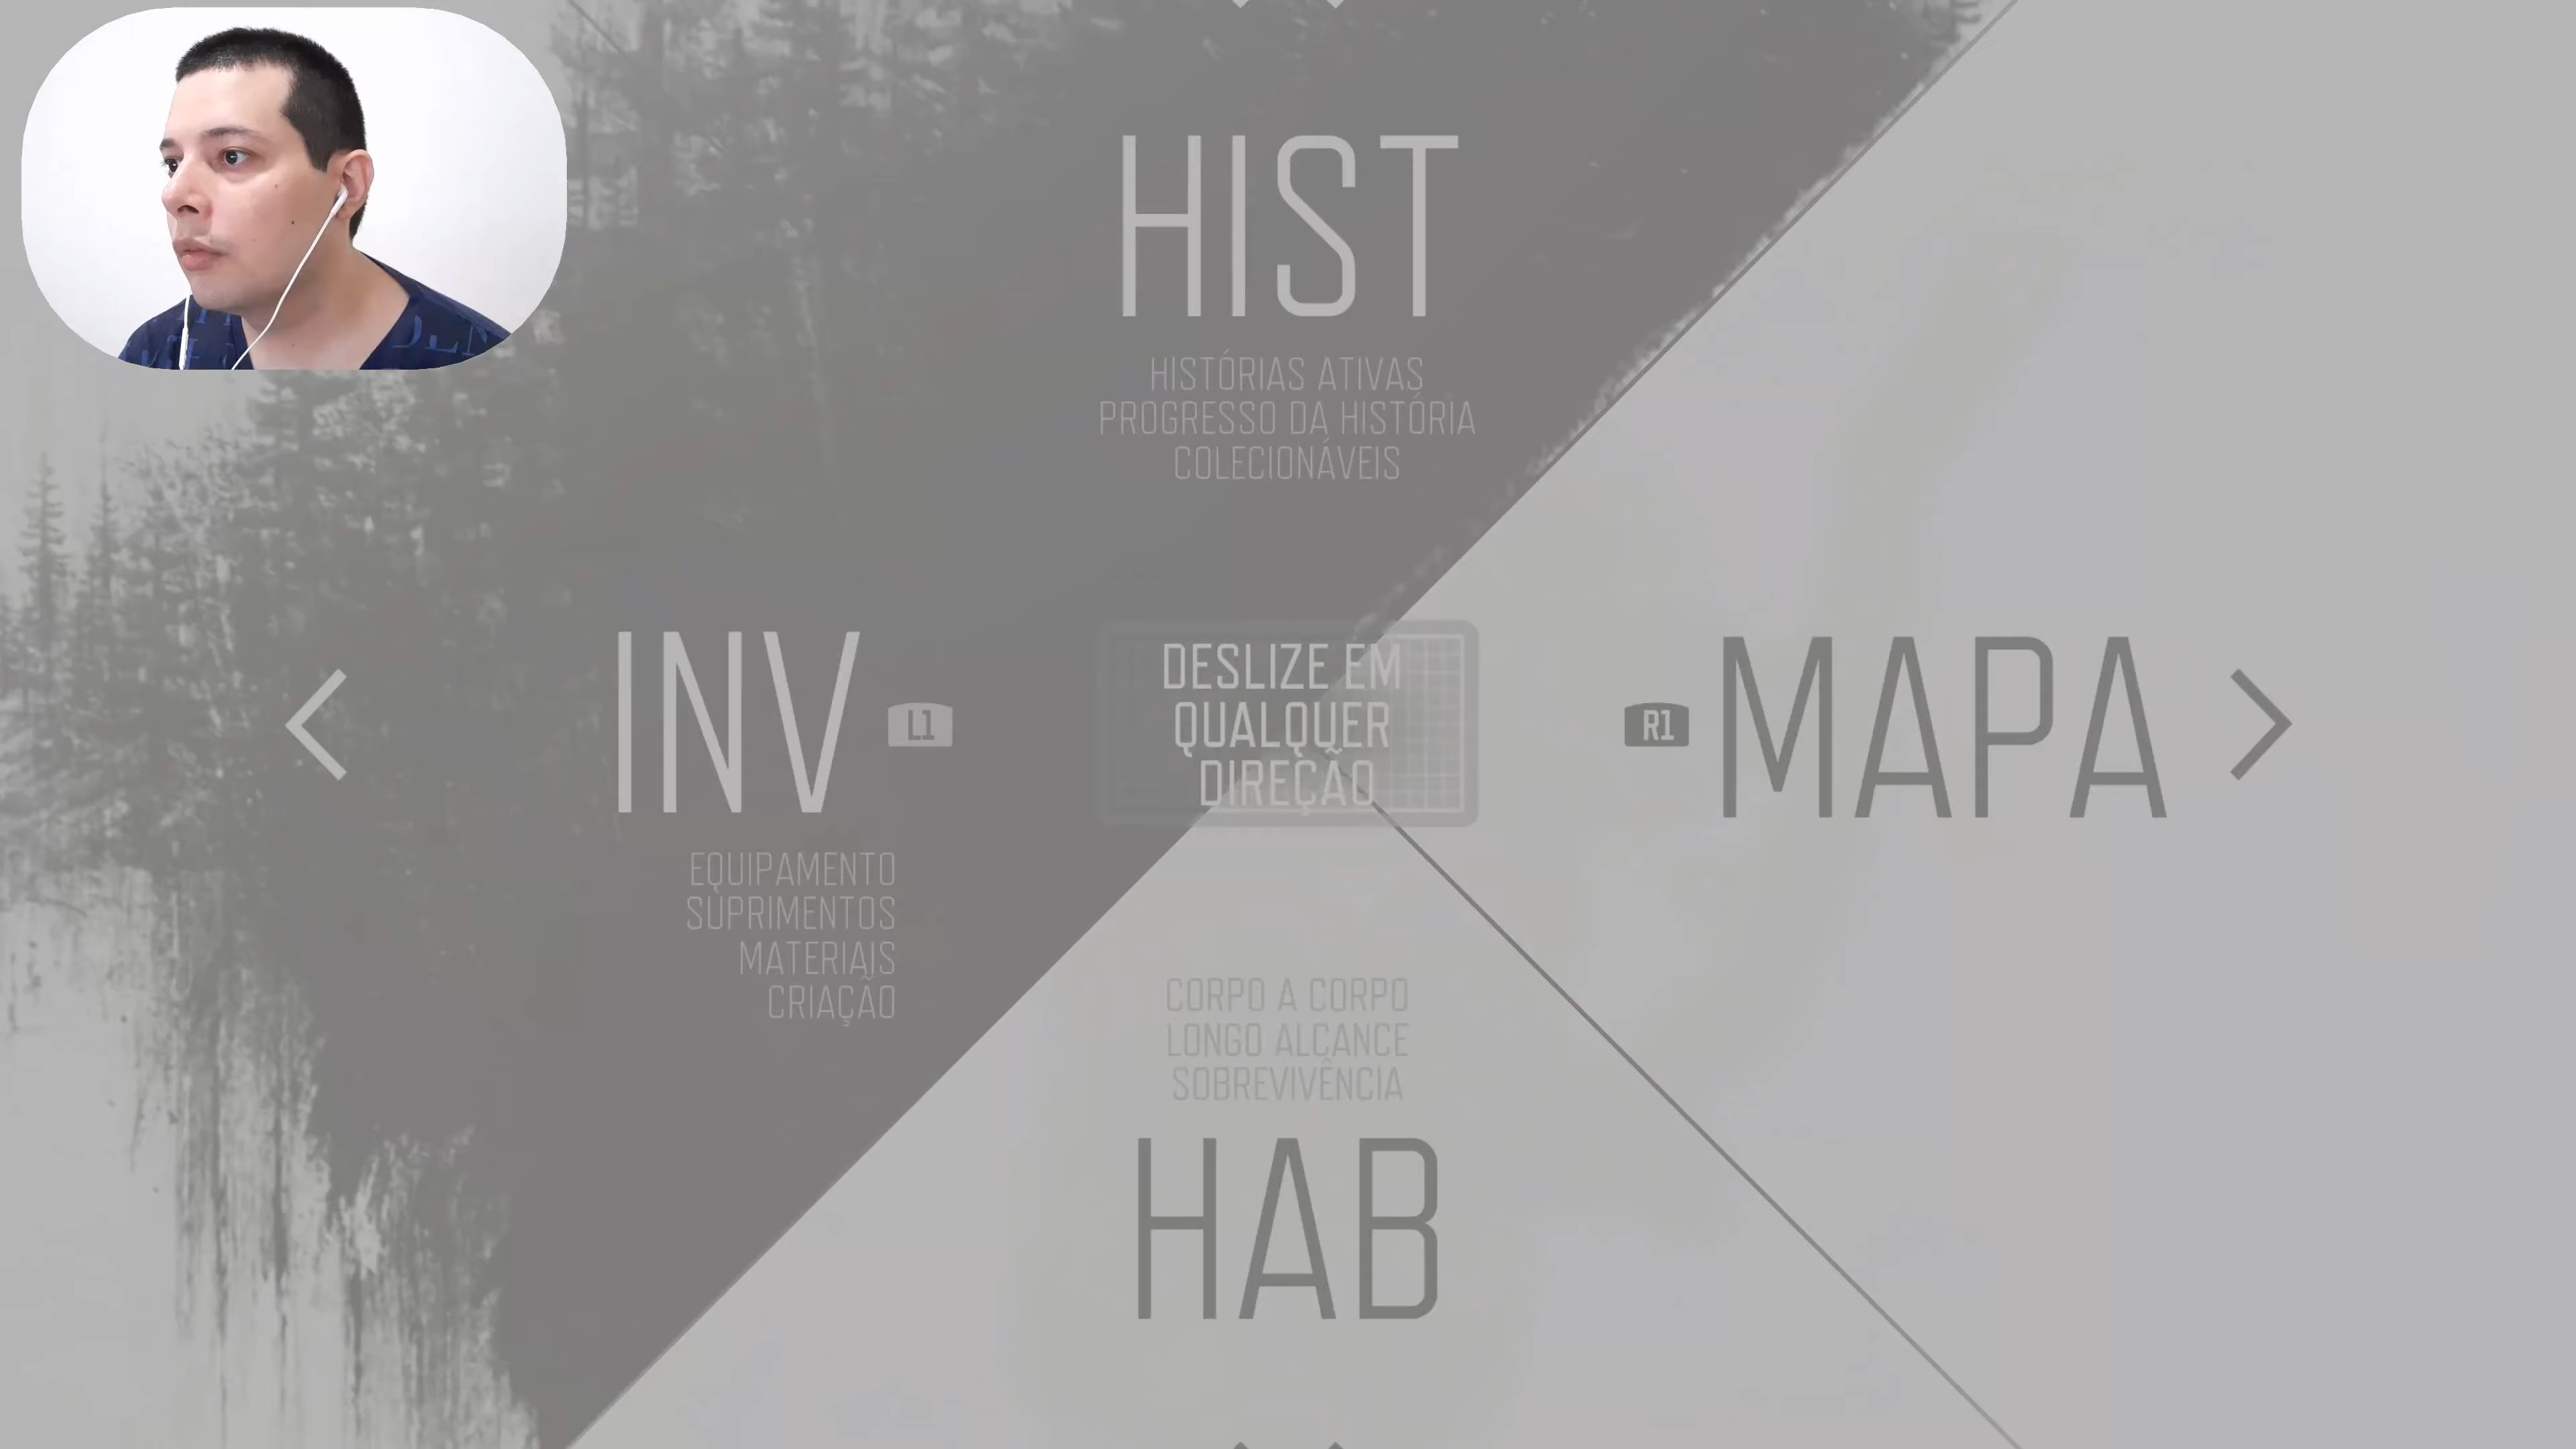 HIST
HISTÓRIAS ATIVAS
PROGRESSO DA HISTÓRIA
COLECIONÁVEIS
INV
L1
EQUIPAMENTO
SUPRIMENTOS
MATERIAIS
CRIAÇÃO
DESLIZE EM
QUALQUER
DIREÇÃO
R1
MAPA
CORPO A CORPO
LONGO ALCANCE
SOBREVIVÊNCIA
HAB